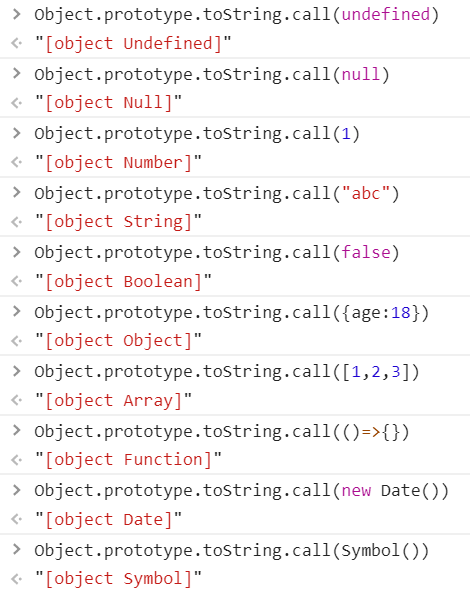 > Object.prototype.toString.call(undefined)
<· "[object Undefined]"
> Object.prototype.toString.call(null)
<· "[object Null]"
> Object.prototype.toString.call(1)
<· "[object Number]"
> Object.prototype.toString.call("abc")
<· "[object String]"
> Object.prototype.toString.call(false)
<· "[object Boolean]"
> Object.prototype.toString.call({age:18})
<· "[object Object]"
> Object.prototype.toString.call([1,2,3])
<· "[object Array]"
> Object.prototype.toString.call(()=>{})
<· "[object Function]"
> Object.prototype.toString.call(new Date())
<· "[object Date]"
> Object.prototype.toString.call(Symbol())
<· "[object Symbol]"